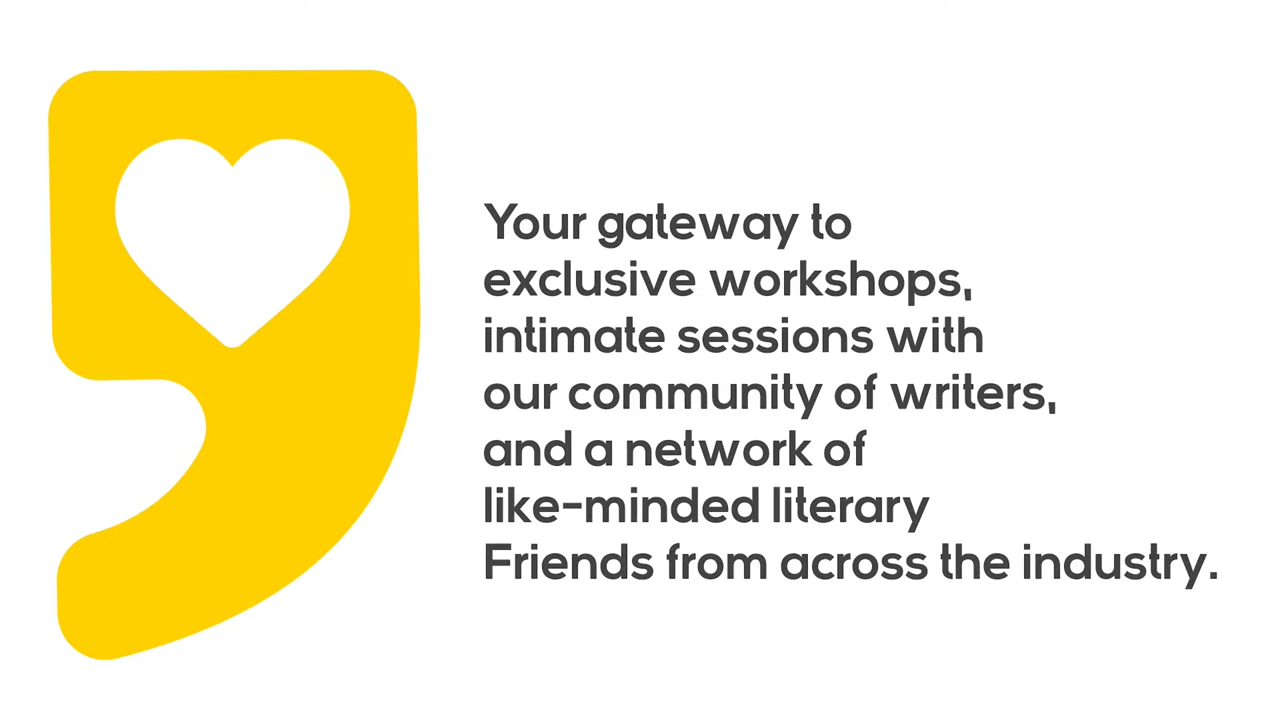 Your gateway to
exclusive workshops,
intimate sessions with
our community of writers,
and a network of
like-minded literary
Friends from across the industry.